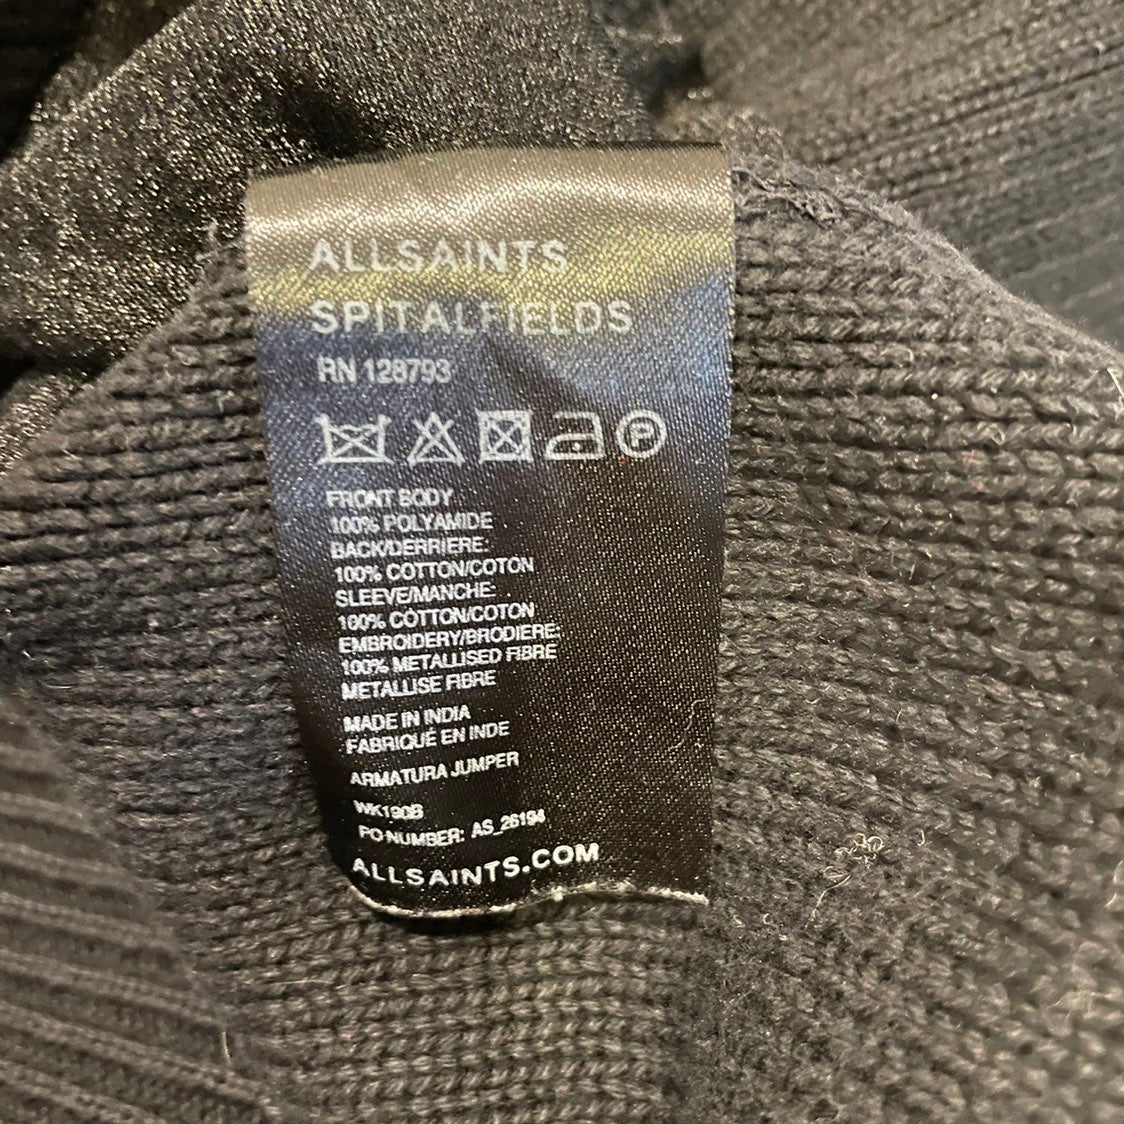 ALLSAINTS
SPITALFIELDS
RN 128793
P
FRONT BODY
100% POLYAMIDE
BACK/DERRIERE:
100% COTTON/COTON
SLEEVE/MANCHE:
100% COTTON/COTON
EMBROIDERY/BRODIERE:
100% METALLISED FIBRE
METALLISE FIBRE
MADE IN INDIA
FABRIQUÉ EN INDE
ARMATURA JUMPER
WK190B
PO NUMBER: AS_26194
ALLSAINTS.COM